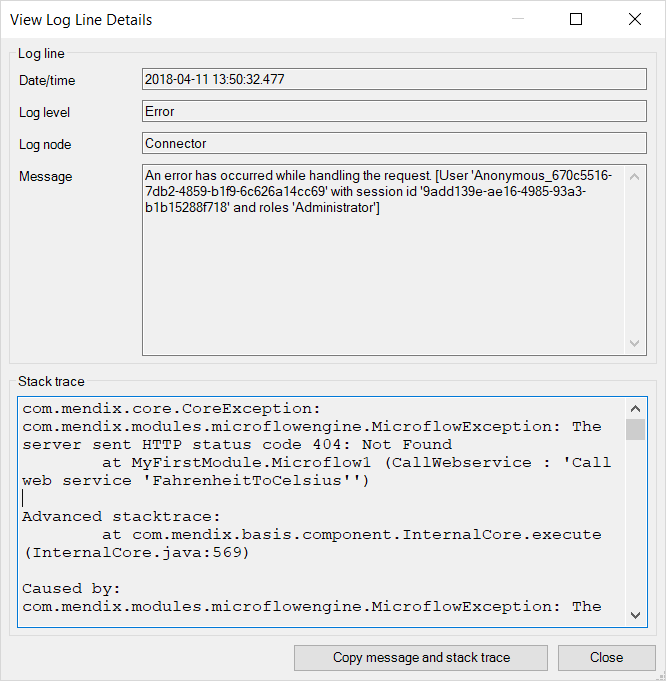 View Log Line Details
Log line
Date/time
2018-04-11 13:50:32.477
Log level
Error
Log node
Connector
Message
An error has occurred while handling the request. [User 'Anonymous_670c5516-
7db2-4859-b1f9-6c626a14cc69' with session id '9add139e-ae16-4985-93a3-
b1b15288f718' and roles 'Administrator']
Stack trace
com.mendix.core.CoreException:
com.mendix.modules.microflowengine.MicroflowException: The
server sent HTTP status code 404: Not Found
at MyFirstModule.Microflow1 (CallWebservice : 'Call
web service 'FahrenheitToCelsius'')
Advanced stacktrace:
at com.mendix.basis.component.InternalCore.execute
(InternalCore.java:569)
Caused by:
com.mendix.modules.microflowengine.MicroflowException: The
Copy message and stack trace
Close